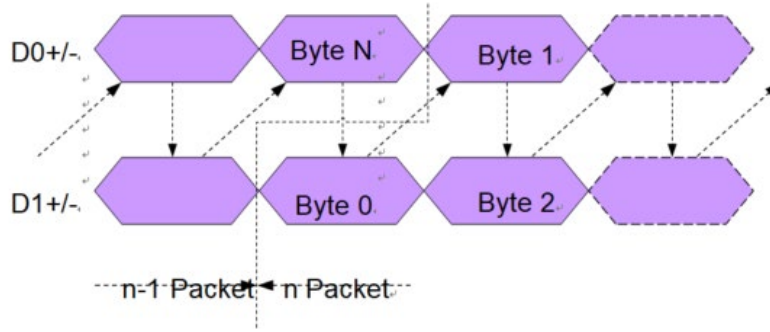 D0+/-
Byte N
Byte 1
D1+/-
Byte 0
Byte 2
n-1 Packet
n Packet